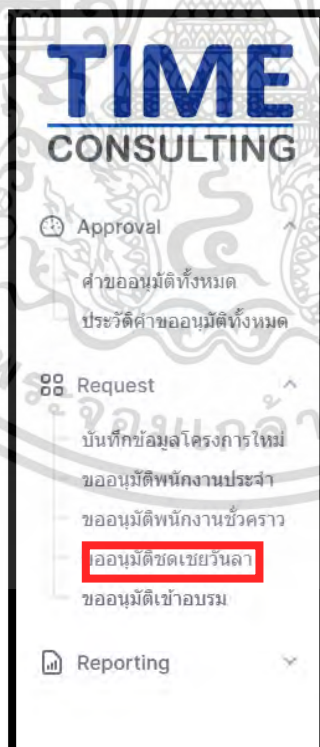 TIME
CONSULTING
Approval
คำขออนุมัติทั้งหมด
ประวัติคำขออนุมัติทั้งหมด
Request
บันทึกข้อมูลโครงการใหม่
ขออนุมัติพนักงานประจำ
ขออนุมัติพนักงานชั่วคราว
ขออนุมัติชดเชยวันลา
ขออนุมัติเข้าอบรม
Reporting